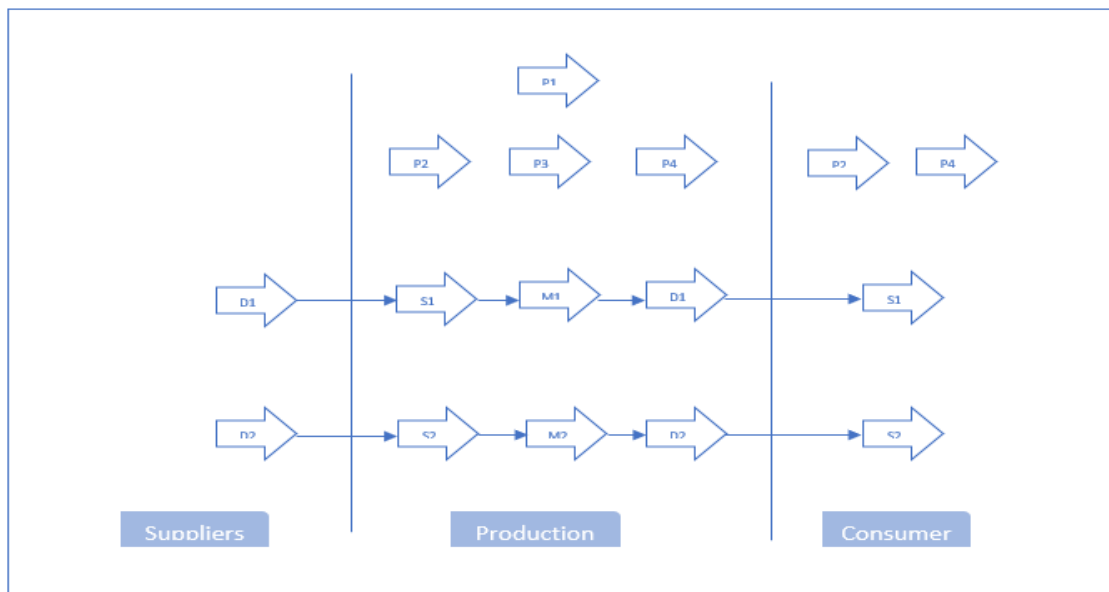 P1
P2 P3 P4 P2 P4
D1 S1 M1 D1 S1
D2 S2 M2 D2 S2
Suppliers Production Consumer